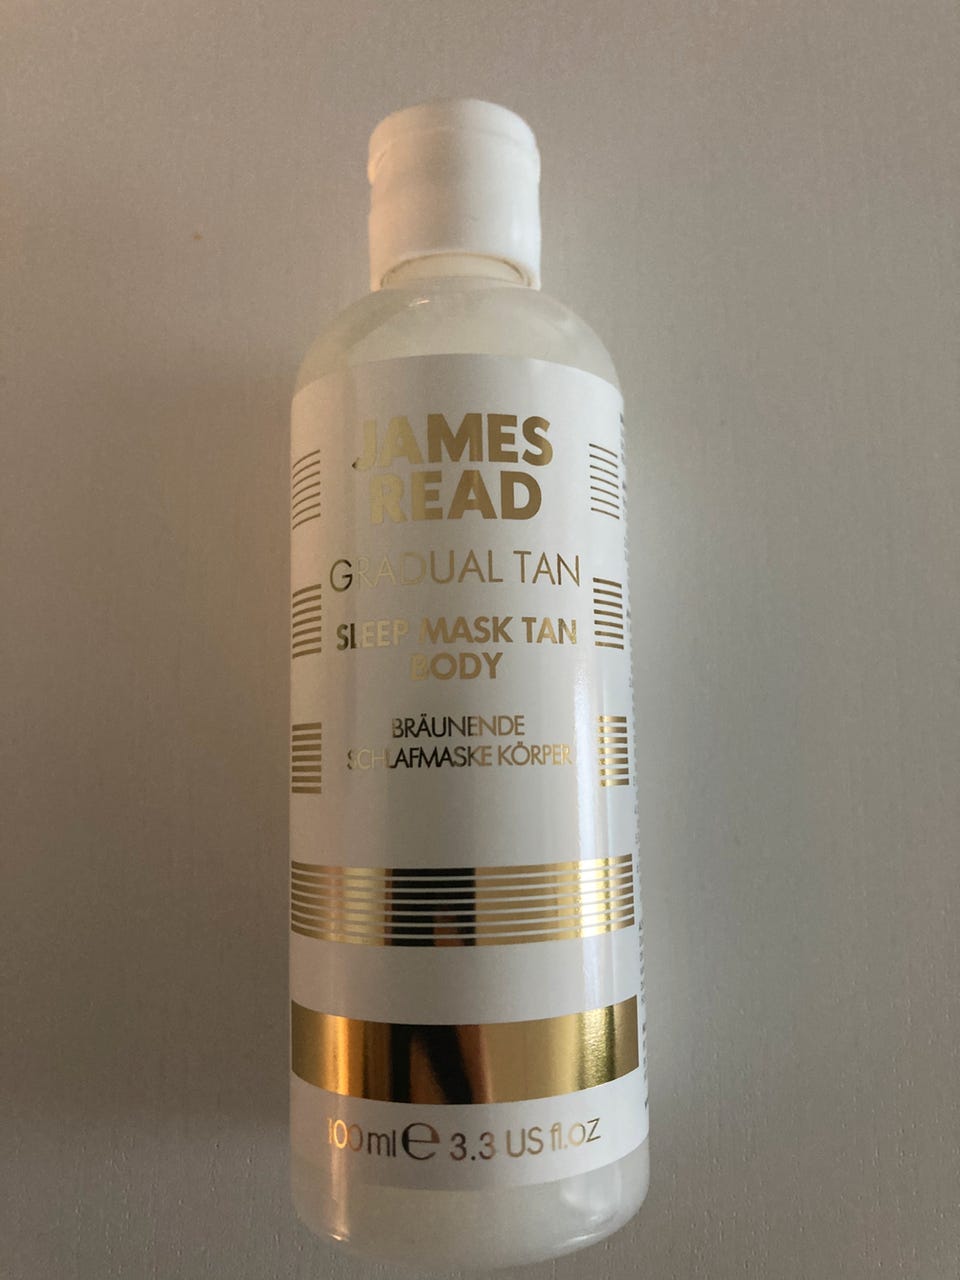 JAMES
READ
GRADUAL TAN
SLEEP MASK TAN
BODY
BRÄUNENDE
SCHLAFMASKE KÖRPER
100ml e 3.3 US fl.oz